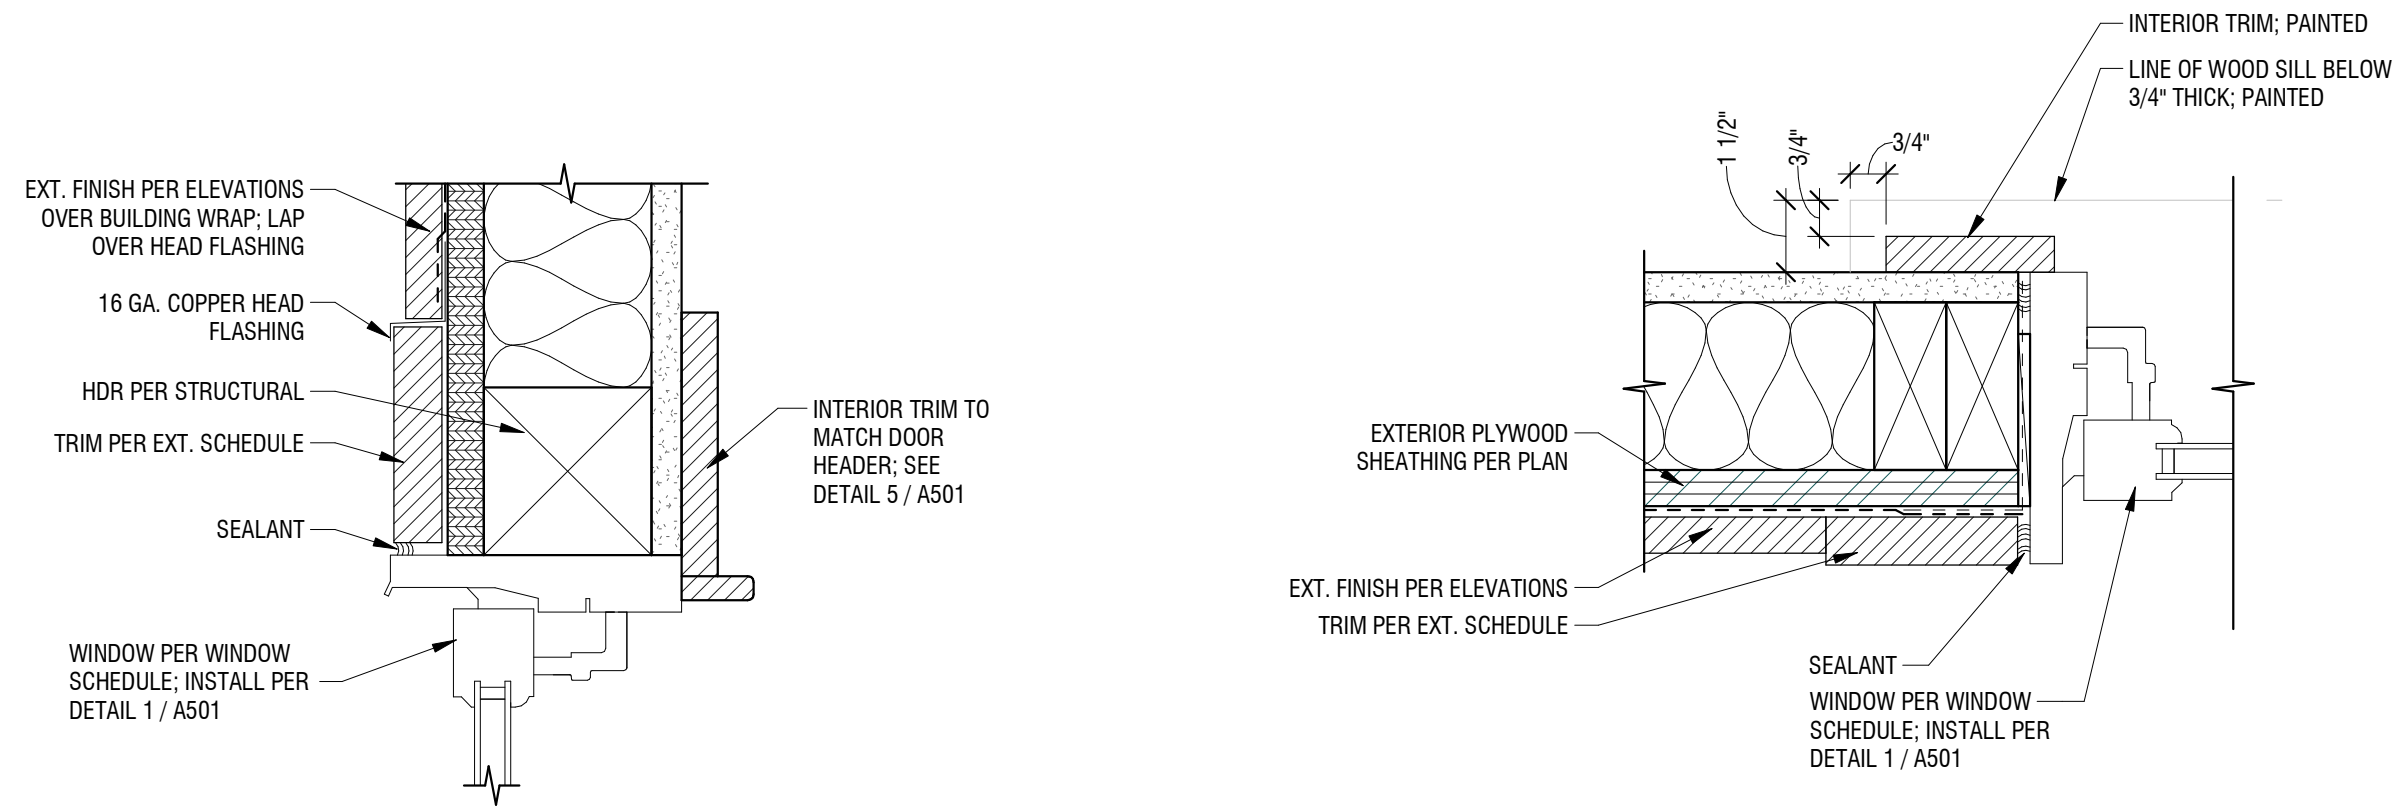 EXT. FINISH PER ELEVATIONS
OVER BUILDING WRAP; LAP
OVER HEAD FLASHING
16 GA. COPPER HEAD
FLASHING
HDR PER STRUCTURAL
TRIM PER EXT. SCHEDULE
SEALANT
WINDOW PER WINDOW
SCHEDULE; INSTALL PER
DETAIL 1 / A501
INTERIOR TRIM TO
MATCH DOOR
HEADER; SEE
DETAIL 5 / A501
INTERIOR TRIM; PAINTED
LINE OF WOOD SILL BELOW
3/4" THICK; PAINTED
1 1/2"
3/4"
3/4"
EXTERIOR PLYWOOD
SHEATHING PER PLAN
EXT. FINISH PER ELEVATIONS
TRIM PER EXT. SCHEDULE
SEALANT
WINDOW PER WINDOW
SCHEDULE; INSTALL PER
DETAIL 1 / A501